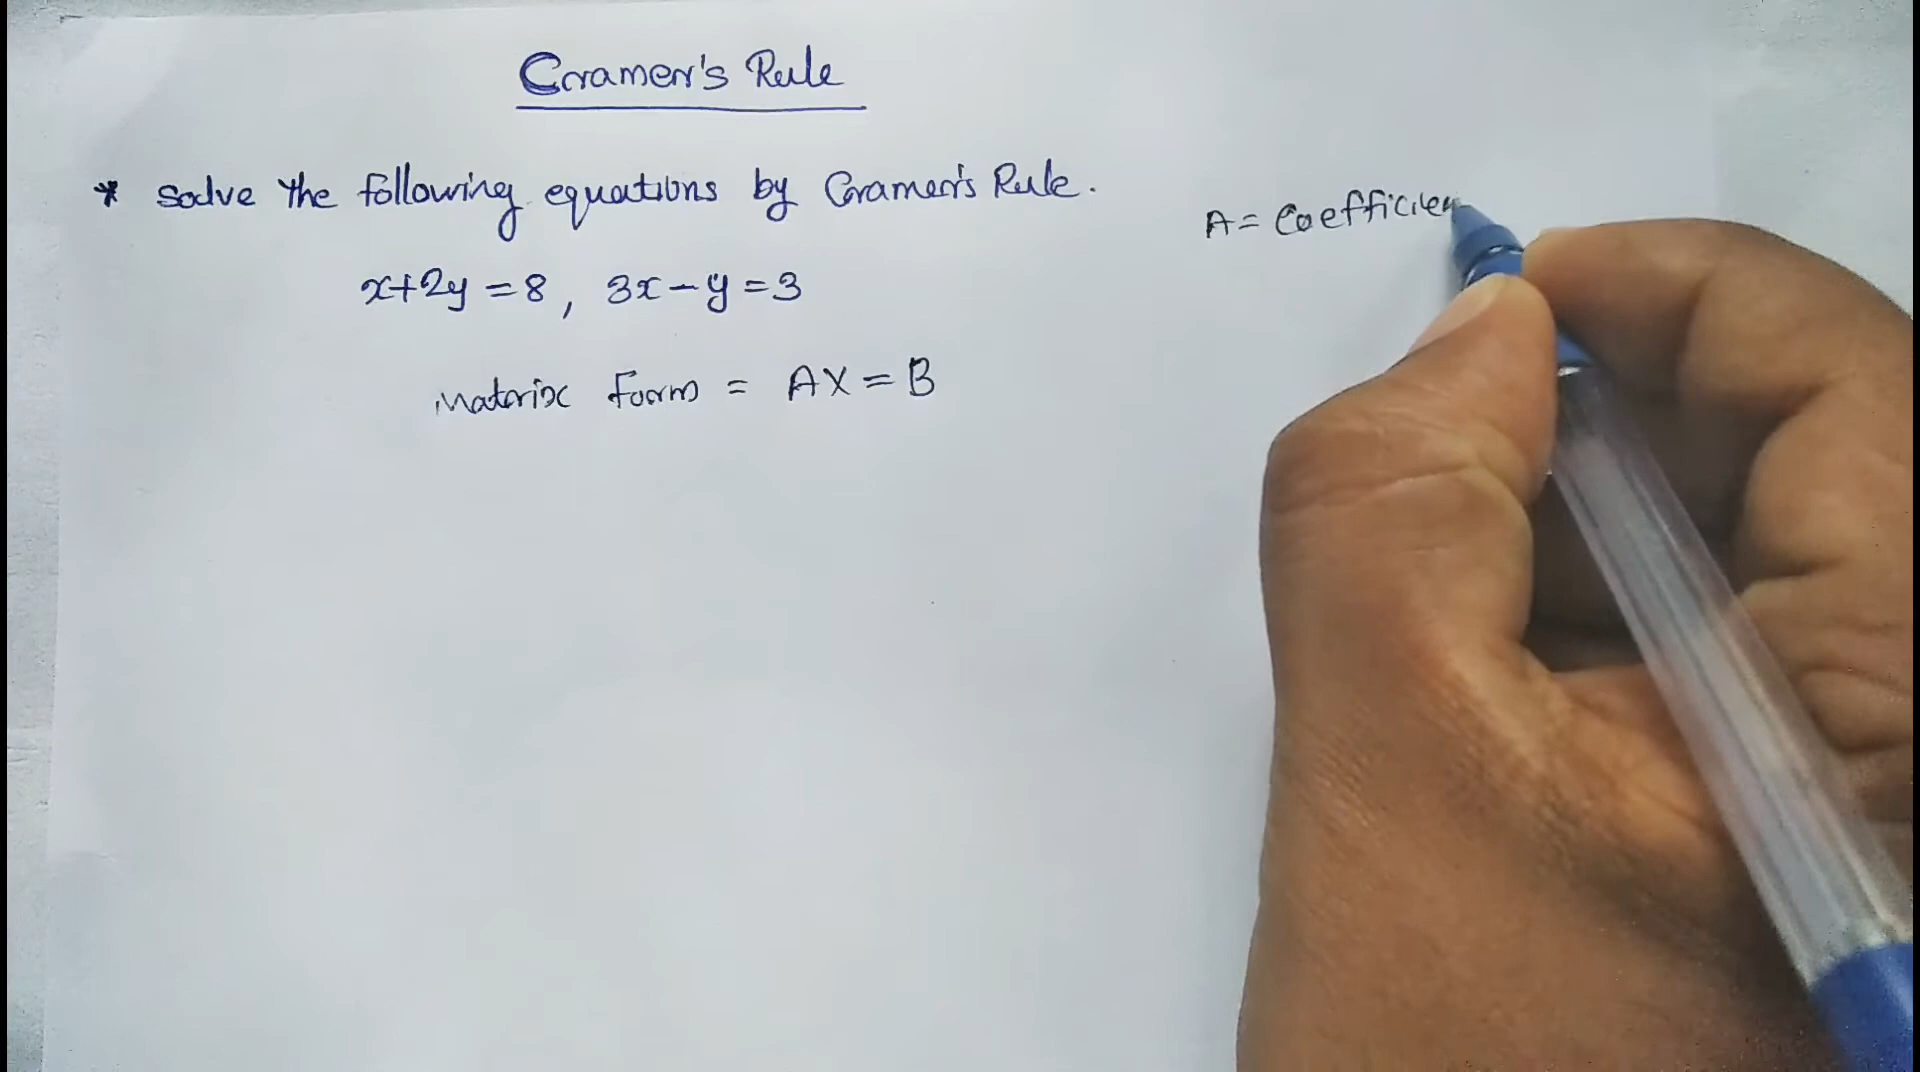 Cramer's Rule
* Solve the following equations by Cramer's Rule.
A = Coefficien
x+2y = 8, 3x - y = 3
Matrix form = AX = B